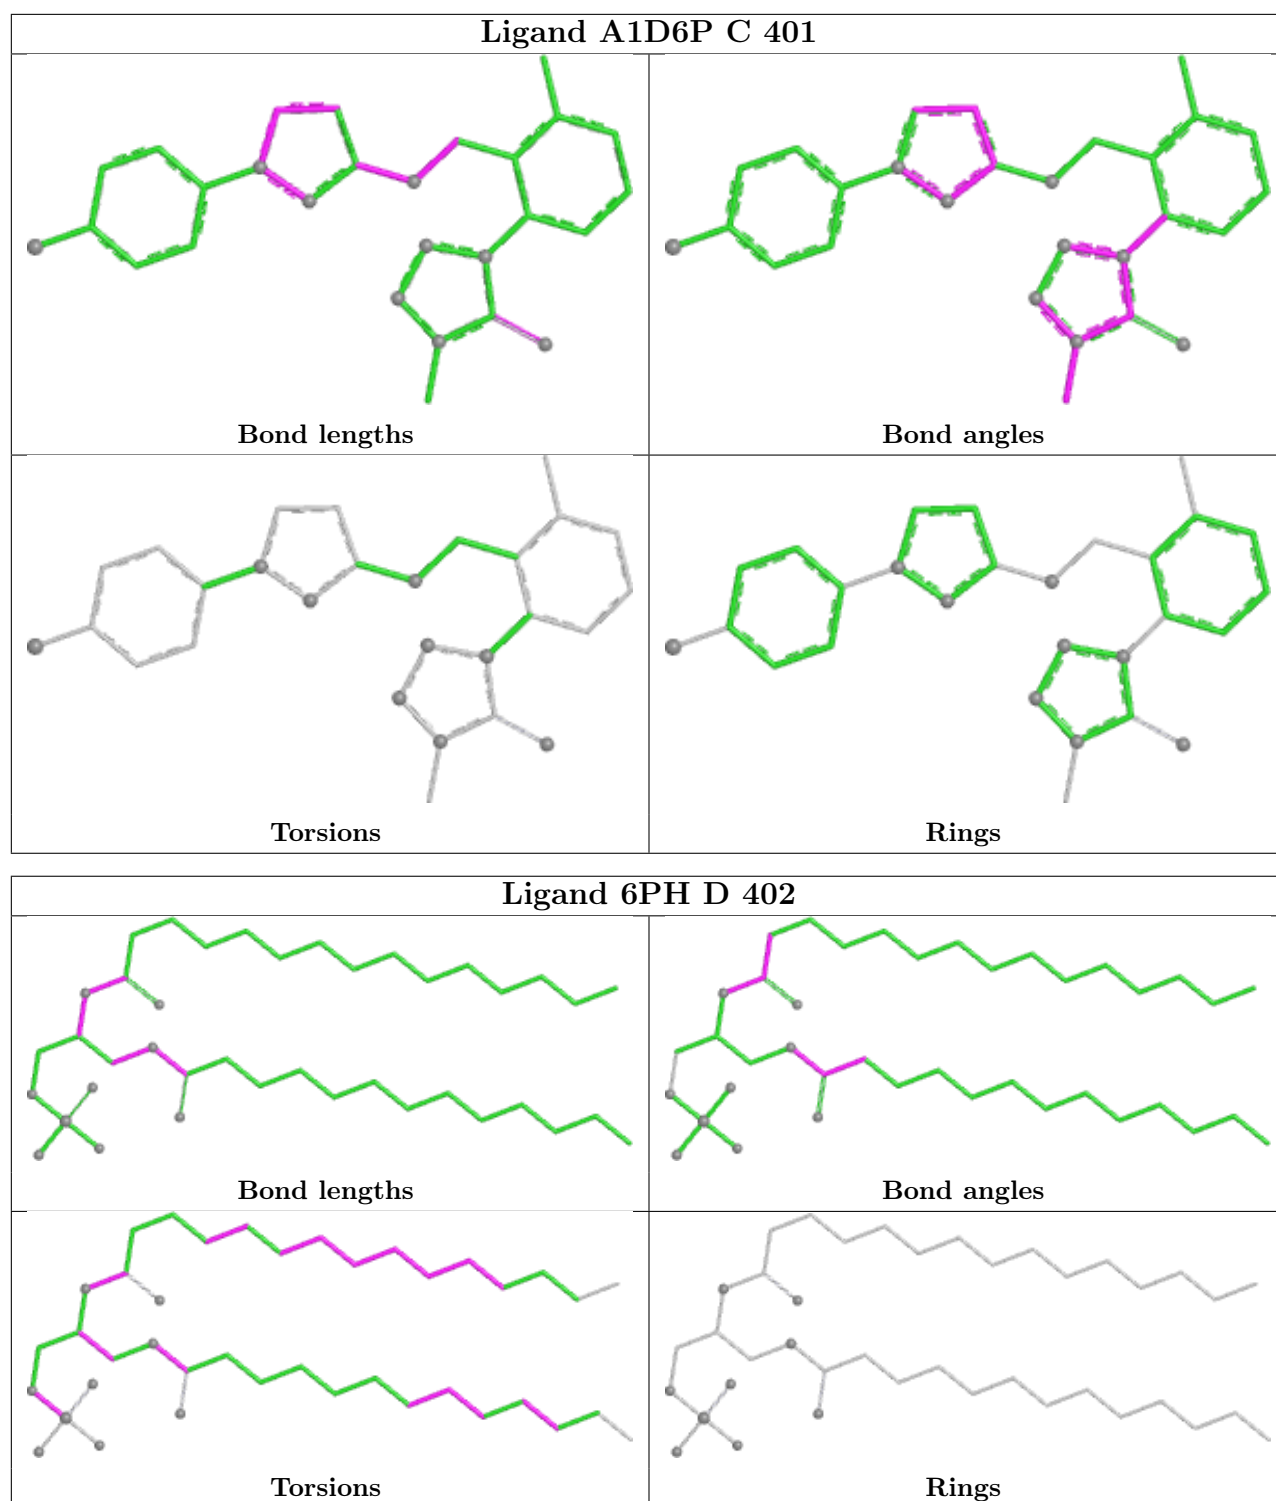 Ligand A1D6P C 401
Bond lengths
Bond angles
Torsions
Rings
Ligand 6PH D 402
Bond lengths
Bond angles
Torsions
Rings